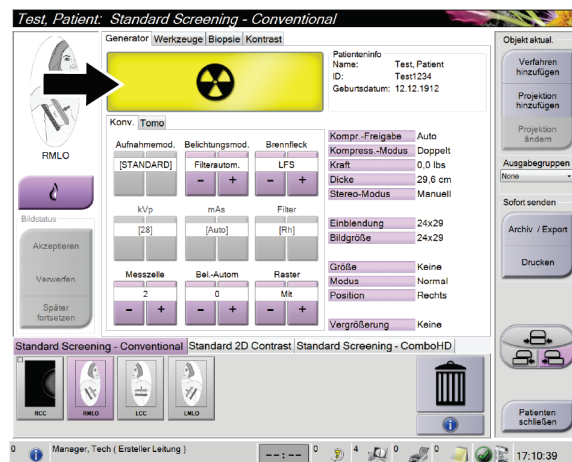 Test, Patient: Standard Screening - Conventional
Generator Werkzeuge Biopsie Kontrast
Patienteninfo
Name: Test, Patient
ID: Test1234
Geburtsdatum: 12.12.1912
RMLO
Bildstatus
Akzeptieren
Verwerfen
Später
fortsetzen
Konv. Tomo
Aufnahmemod. Belichtungsmod. Brennfleck
[STANDARD] Filterautom. LFS
- + - +
kVp mAs Filter
[28] [Auto] [Rh]
Messzelle Bel.-Autom Raster
2 0 Mit
- + - + - +
Kompr.-Freigabe Auto
Kompress.-Modus Doppelt
Kraft 0,0 lbs
Dicke 29,6 cm
Stereo-Modus Manuell
Einblendung 24x29
Bildgröße 24x29
Größe Keine
Modus Normal
Position Rechts
Vergrößerung Keine
Objekt aktual.
Verfahren
hinzufügen
Projektion
hinzufügen
Projektion
ändern
Ausgabegruppen
None
Sofort senden
Archiv / Export
Drucken
Patienten
schließen
Standard Screening - Conventional Standard 2D Contrast Standard Screening - ComboHD
RCC RMLO LCC LMLO
0 Manager, Tech ( Ersteller Leitung ) --:-- 0 4 0 0 17:10:39